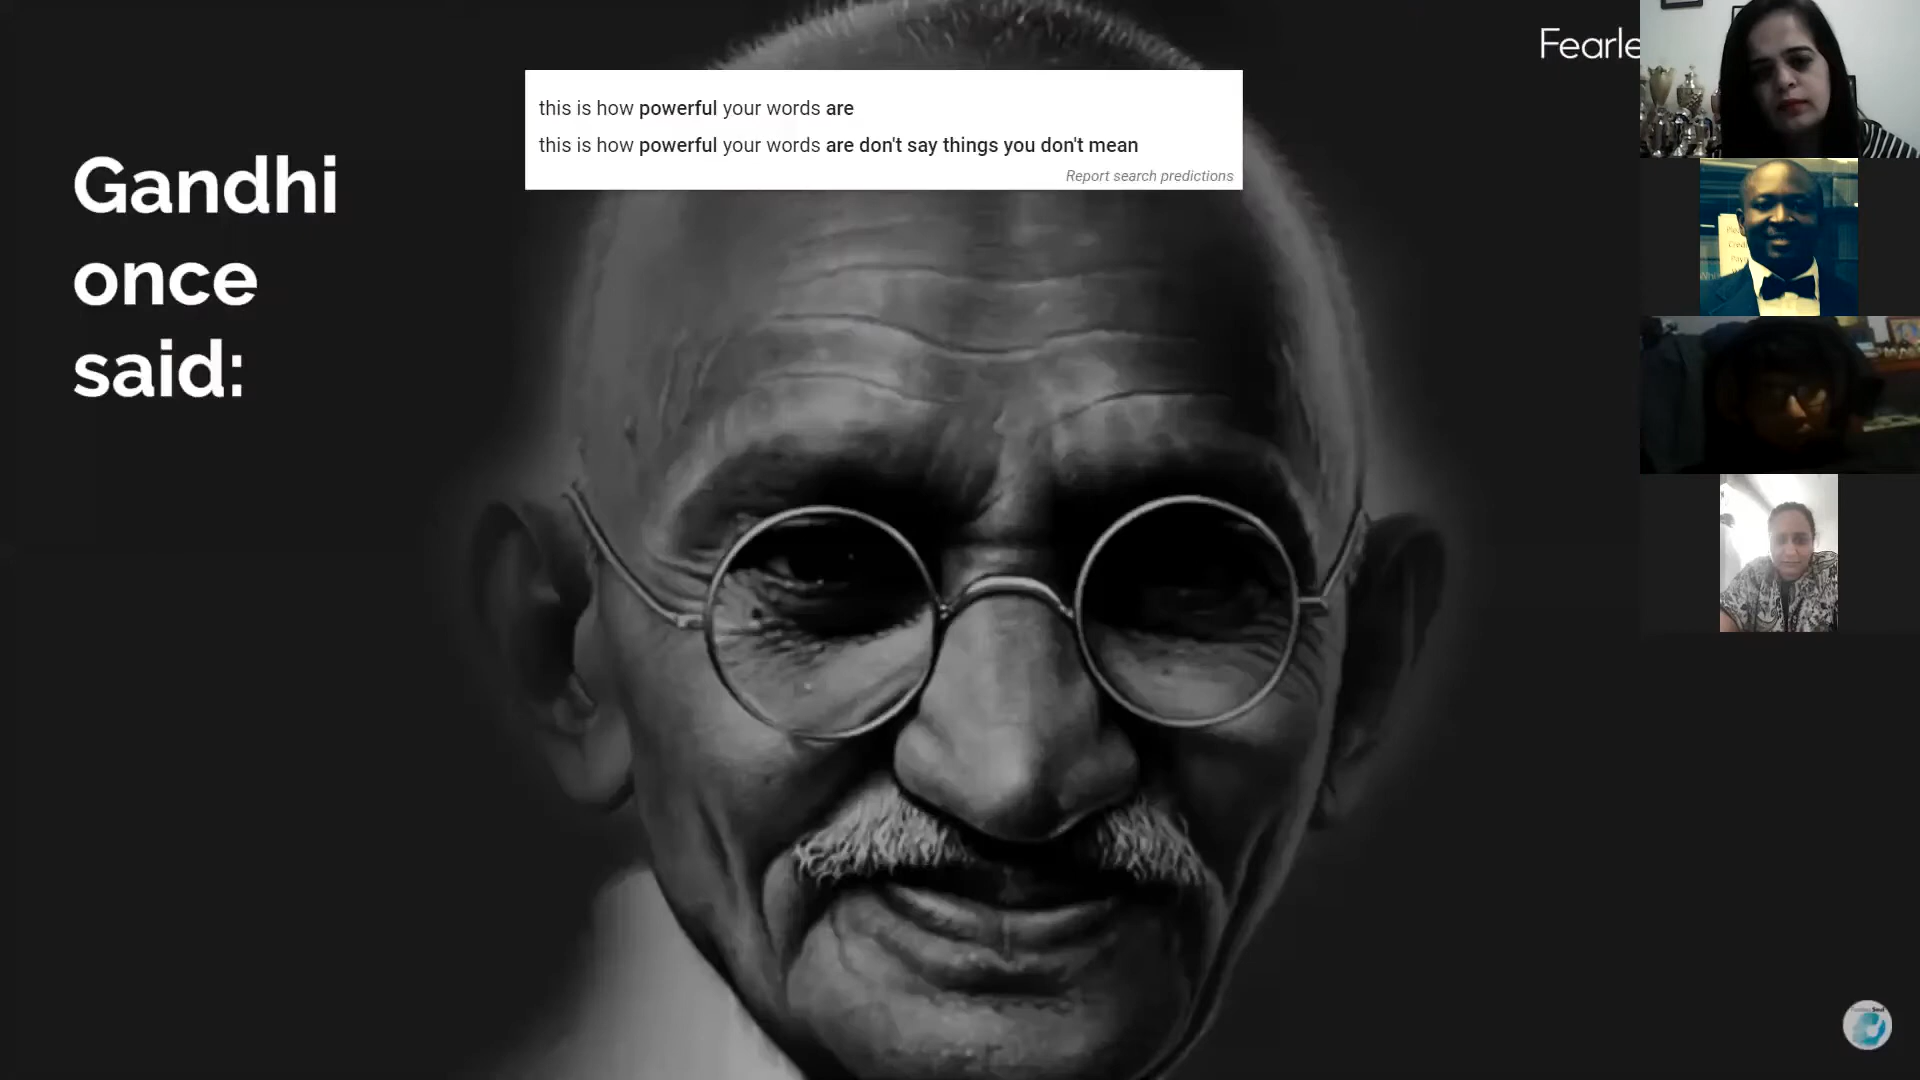 Fearle
this is how powerful your words are
this is how powerful your words are don't say things you don't mean
Report search predictions
Gandhi
once
said: